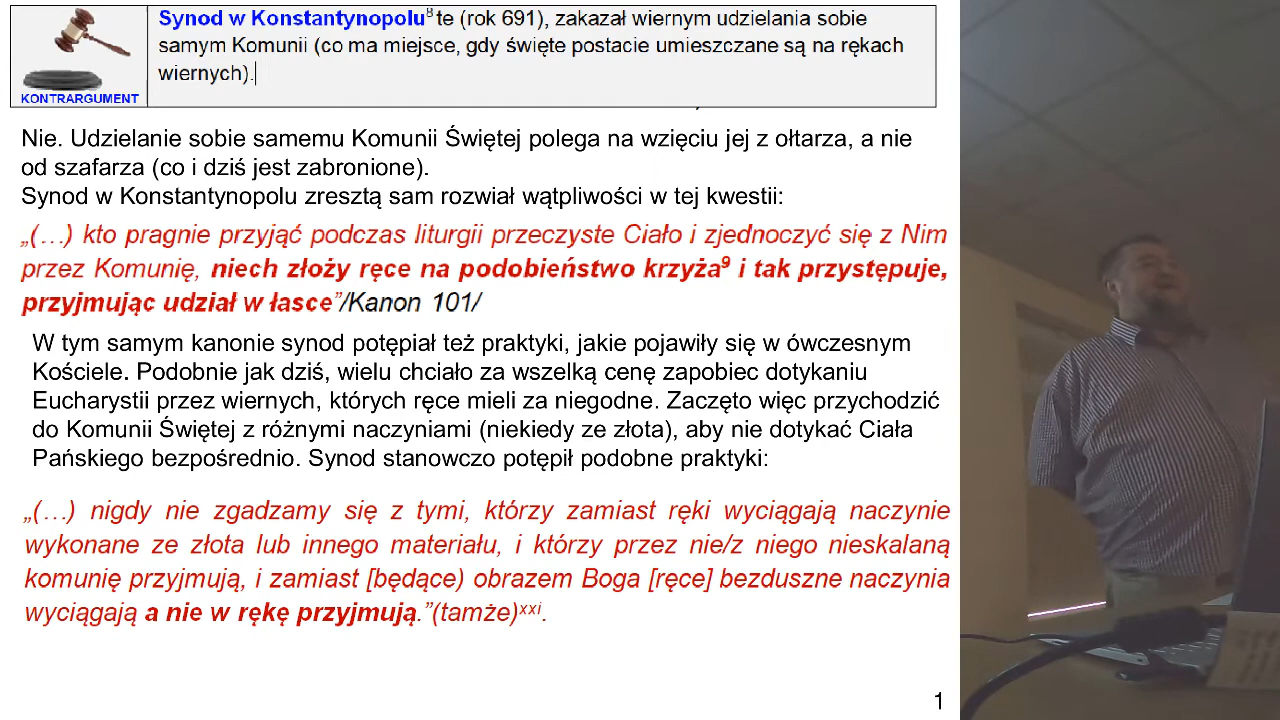 Synod w Konstantynopolu⁸ te (rok 691), zakazał wiernym udzielania sobie
samym Komunii (co ma miejsce, gdy święte postacie umieszczane są na rękach
wiernych).
KONTRARGUMENT
Nie. Udzielanie sobie samemu Komunii Świętej polega na wzięciu jej z ołtarza, a nie
od szafarza (co i dziś jest zabronione).
Synod w Konstantynopolu zresztą sam rozwiał wątpliwości w tej kwestii:
„(…) kto pragnie przyjąć podczas liturgii przeczyste Ciało i zjednoczyć się z Nim
przez Komunię, niech złoży ręce na podobieństwo krzyża⁹ i tak przystępuje,
przyjmując udział w łasce”/Kanon 101/
W tym samym kanonie synod potępiał też praktyki, jakie pojawiły się w ówczesnym
Kościele. Podobnie jak dziś, wielu chciało za wszelką cenę zapobiec dotykaniu
Eucharystii przez wiernych, których ręce mieli za niegodne. Zaczęto więc przychodzić
do Komunii Świętej z różnymi naczyniami (niekiedy ze złota), aby nie dotykać Ciała
Pańskiego bezpośrednio. Synod stanowczo potępił podobne praktyki:
„(…) nigdy nie zgadzamy się z tymi, którzy zamiast ręki wyciągają naczynie
wykonane ze złota lub innego materiału, i którzy przez nie/z niego nieskalaną
komunię przyjmują, i zamiast [będące) obrazem Boga [ręce] bezduszne naczynia
wyciągają a nie w rękę przyjmują.”(tamże)ˣˣⁱ.
1